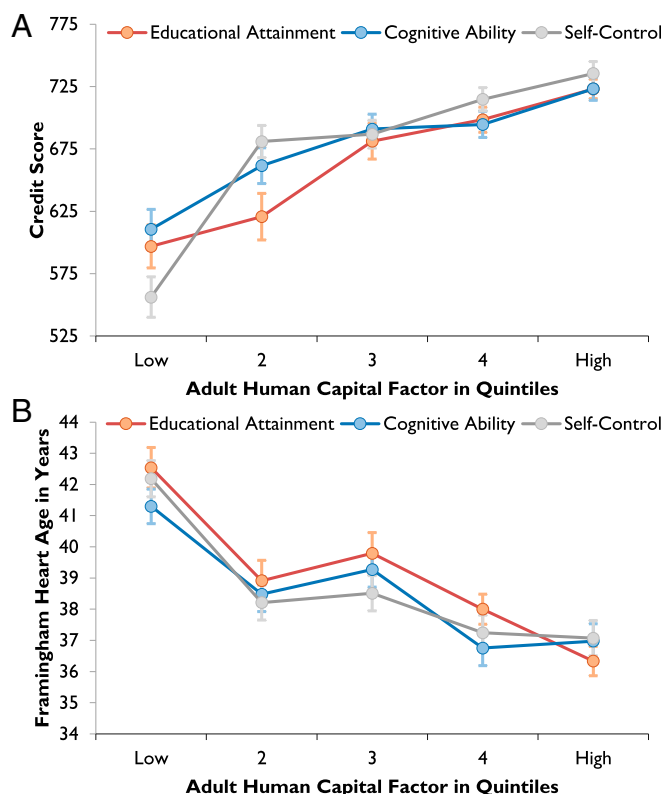 A
Educational Attainment Cognitive Ability Self-Control
775
725
675
625
575
525
Credit Score
Low 2 3 4 High
Adult Human Capital Factor in Quintiles
B
Educational Attainment Cognitive Ability Self-Control
44
43
42
41
40
39
38
37
36
35
34
Framingham Heart Age in Years
Low 2 3 4 High
Adult Human Capital Factor in Quintiles